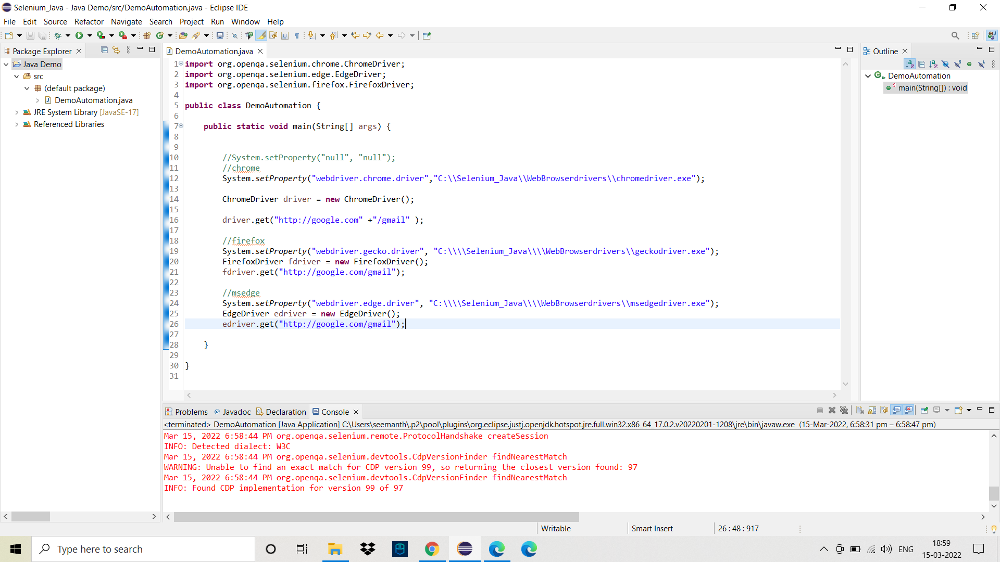 Selenium_Java - Java Demo/src/DemoAutomation.java - Eclipse IDE
File Edit Source Refactor Navigate Search Project Run Window Help
Package Explorer
Java Demo
src
(default package)
DemoAutomation.java
JRE System Library [JavaSE-17]
Referenced Libraries
DemoAutomation.java
1 import org.openqa.selenium.chrome.ChromeDriver;
2 import org.openqa.selenium.edge.EdgeDriver;
3 import org.openqa.selenium.firefox.FirefoxDriver;
4
5 public class DemoAutomation {
6
7     public static void main(String[] args) {
8
9
10         //System.setProperty("null", "null");
11         //chrome
12         System.setProperty("webdriver.chrome.driver","C:\\Selenium_Java\\WebBrowserdrivers\\chromedriver.exe");
13
14         ChromeDriver driver = new ChromeDriver();
15
16         driver.get("http://google.com" +"/gmail" );
17
18         //firefox
19         System.setProperty("webdriver.gecko.driver", "C:\\\\Selenium_Java\\\\WebBrowserdrivers\\geckodriver.exe");
20         FirefoxDriver fdriver = new FirefoxDriver();
21         fdriver.get("http://google.com/gmail");
22
23         //msedge
24         System.setProperty("webdriver.edge.driver", "C:\\\\Selenium_Java\\\\WebBrowserdrivers\\msedgedriver.exe");
25         EdgeDriver edriver = new EdgeDriver();
26         edriver.get("http://google.com/gmail");
27
28     }
29
30 }
31
Outline
DemoAutomation
main(String[]) : void
Problems Javadoc Declaration Console
<terminated> DemoAutomation [Java Application] C:\Users\seemanth\.p2\pool\plugins\org.eclipse.justj.openjdk.hotspot.jre.full.win32.x86_64_17.0.2.v20220201-1208\jre\bin\javaw.exe (15-Mar-2022, 6:58:31 pm – 6:58:47 pm)
Mar 15, 2022 6:58:44 PM org.openqa.selenium.remote.ProtocolHandshake createSession
INFO: Detected dialect: W3C
Mar 15, 2022 6:58:44 PM org.openqa.selenium.devtools.CdpVersionFinder findNearestMatch
WARNING: Unable to find an exact match for CDP version 99, so returning the closest version found: 97
Mar 15, 2022 6:58:44 PM org.openqa.selenium.devtools.CdpVersionFinder findNearestMatch
INFO: Found CDP implementation for version 99 of 97
Writable Smart Insert 26 : 48 : 917
Type here to search
ENG
18:59
15-03-2022